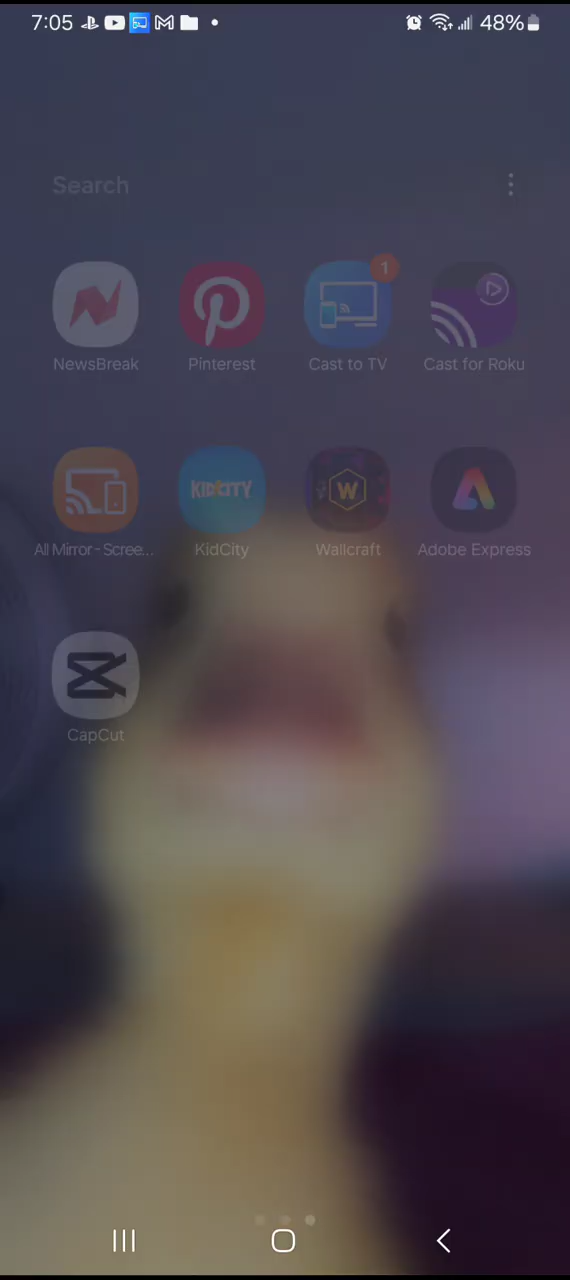 7:05 48%
Search
1
NewsBreak Pinterest Cast to TV Cast for Roku
KIDCITY W
All Mirror - Scree... KidCity Wallcraft Adobe Express
CapCut